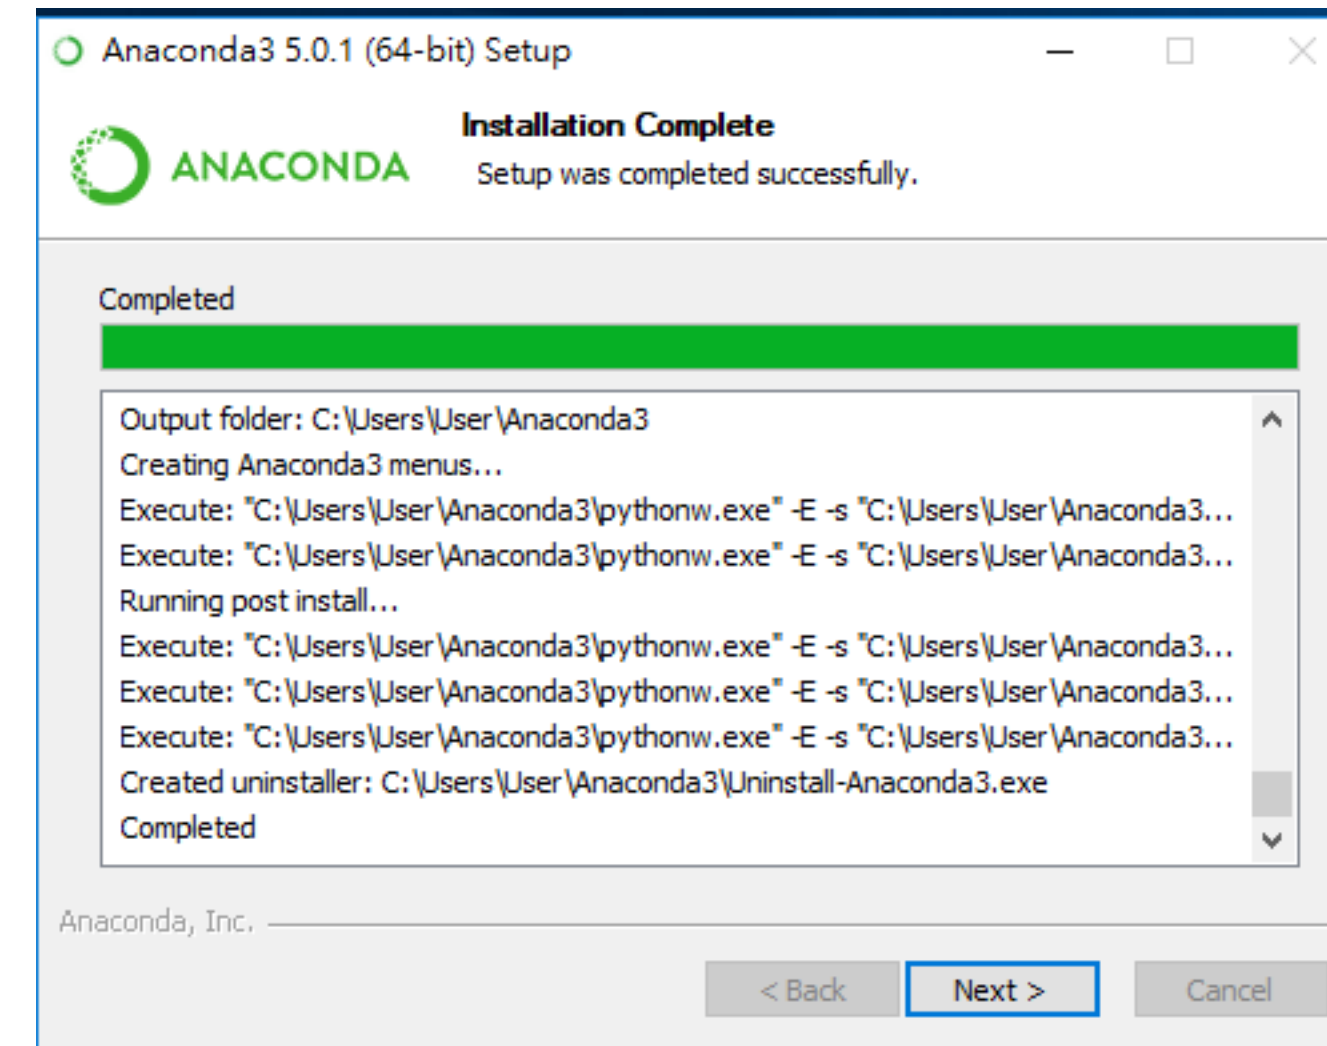 Anaconda3 5.0.1 (64-bit) Setup
ANACONDA
Installation Complete
Setup was completed successfully.
Completed
Output folder: C:\Users\User\Anaconda3
Creating Anaconda3 menus...
Execute: "C:\Users\User\Anaconda3\pythonw.exe" -E -s "C:\Users\User\Anaconda3...
Execute: "C:\Users\User\Anaconda3\pythonw.exe" -E -s "C:\Users\User\Anaconda3...
Running post install...
Execute: "C:\Users\User\Anaconda3\pythonw.exe" -E -s "C:\Users\User\Anaconda3...
Execute: "C:\Users\User\Anaconda3\pythonw.exe" -E -s "C:\Users\User\Anaconda3...
Execute: "C:\Users\User\Anaconda3\pythonw.exe" -E -s "C:\Users\User\Anaconda3...
Created uninstaller: C:\Users\User\Anaconda3\Uninstall-Anaconda3.exe
Completed
Anaconda, Inc.
< Back
Next >
Cancel